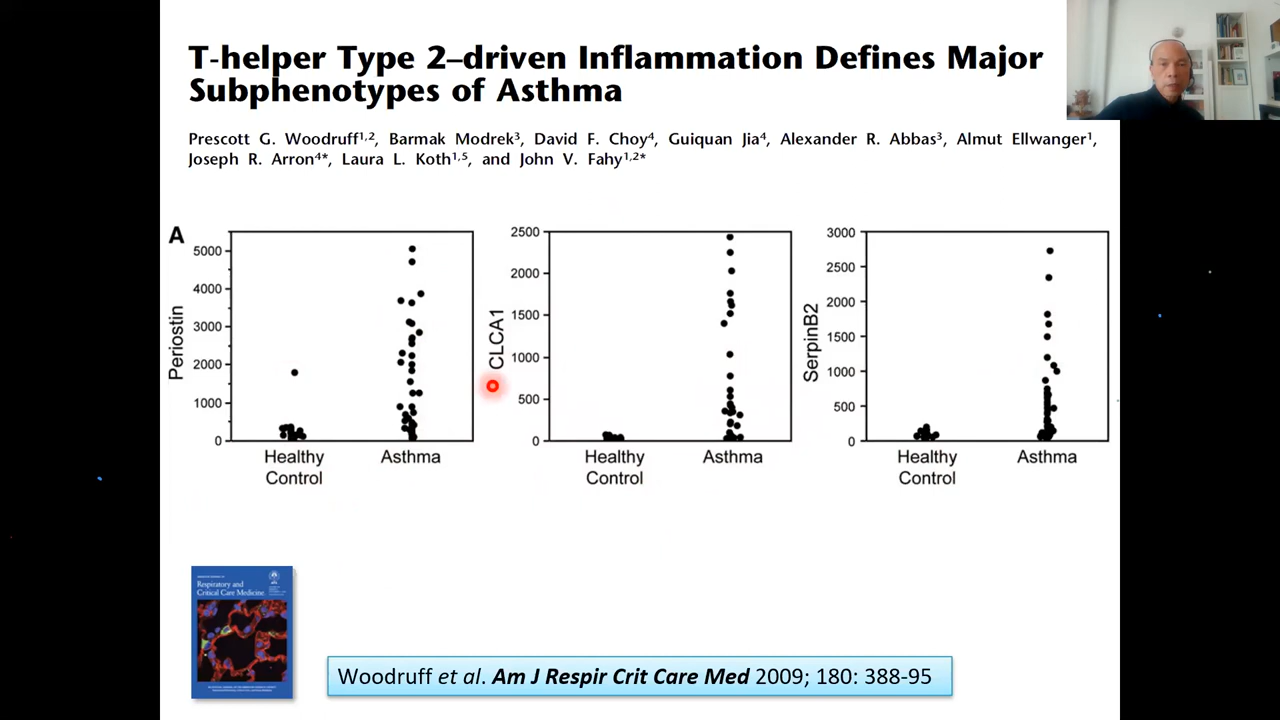 T-helper Type 2–driven Inflammation Defines Major
Subphenotypes of Asthma
Prescott G. Woodruff1,2, Barmak Modrek3, David F. Choy4, Guiquan Jia4, Alexander R. Abbas3, Almut Ellwanger1,
Joseph R. Arron4*, Laura L. Koth1,5, and John V. Fahy1,2*
A
Periostin
5000
4000
3000
2000
1000
0
Healthy
Control
Asthma
CLCA1
2500
2000
1500
1000
500
0
Healthy
Control
Asthma
SerpinB2
3000
2500
2000
1500
1000
500
0
Healthy
Control
Asthma
Respiratory and
Critical Care Medicine
Woodruff et al. Am J Respir Crit Care Med 2009; 180: 388-95